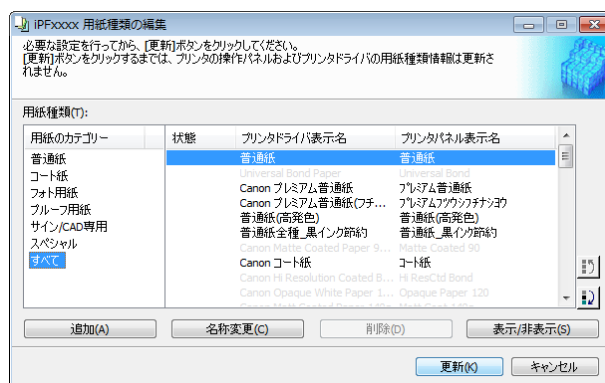 iPFxxxx 用紙種類の編集
必要な設定を行ってから、[更新]ボタンをクリックしてください。
[更新]ボタンをクリックするまでは、プリンタの操作パネルおよびプリンタドライバの用紙種類情報は更新さ
れません。
用紙種類(T):
用紙のカテゴリー 状態 プリンタドライバ表示名 プリンタパネル表示名
普通紙 普通紙 普通紙
コート紙 Universal Bond Paper Universal Bond
フォト用紙 Canon プレミアム普通紙 プレミアム普通紙
プルーフ用紙 Canon プレミアム普通紙(フチ... プレミアムフツウシフチナシヨウ
サイン/CAD専用 普通紙(高発色) 普通紙(高発色)
スペシャル 普通紙全種_黒インク節約 普通紙_黒インク節約
すべて Canon Matte Coated Paper 9... Matte Coated 90
Canon コート紙 コート紙
Canon Hi Resolution Coated B... Hi ResCtd Bond
Canon Opaque White Paper 1... Opaque Paper 120
追加(A) 名称変更(C) 削除(D) 表示/非表示(S)
更新(K) キャンセル